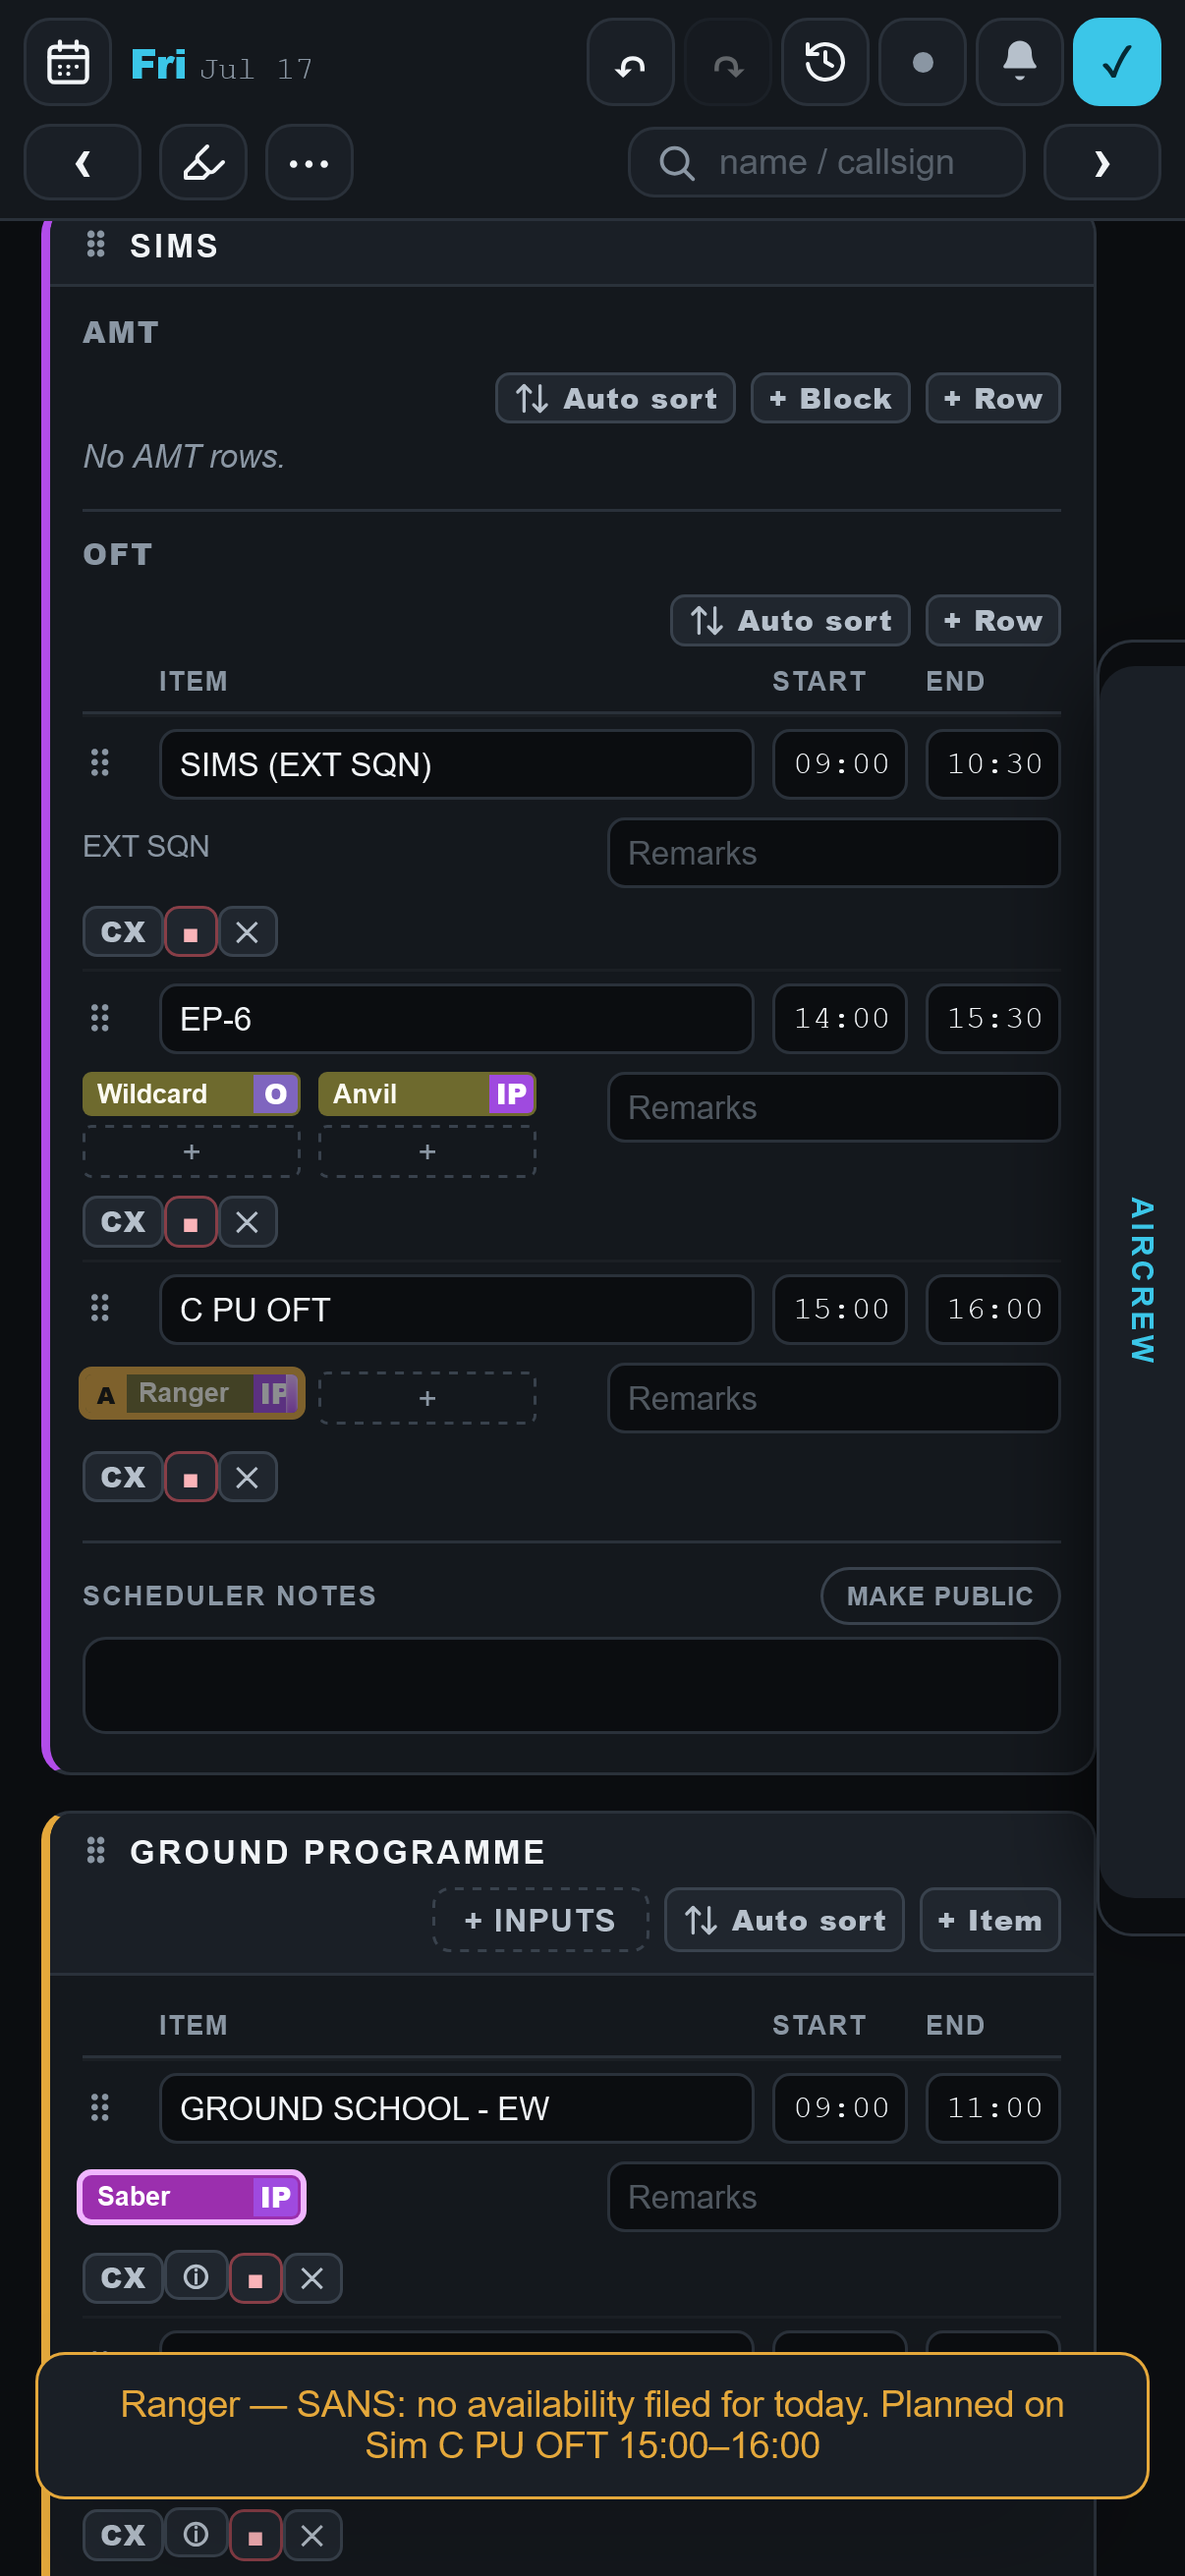 Fri Jul 17
name / callsign
SIMS
AMT
Auto sort + Block + Row
No AMT rows.
OFT
Auto sort + Row
ITEM START END
SIMS (EXT SQN) 09:00 10:30
EXT SQN Remarks
CX
EP-6 14:00 15:30
Wildcard O Anvil IP Remarks
+ +
CX
C PU OFT 15:00 16:00
A Ranger IP + Remarks
CX
AIRCREW
SCHEDULER NOTES MAKE PUBLIC
GROUND PROGRAMME
+ INPUTS Auto sort + Item
ITEM START END
GROUND SCHOOL - EW 09:00 11:00
Saber IP Remarks
CX
Ranger — SANS: no availability filed for today. Planned on
Sim C PU OFT 15:00–16:00
CX